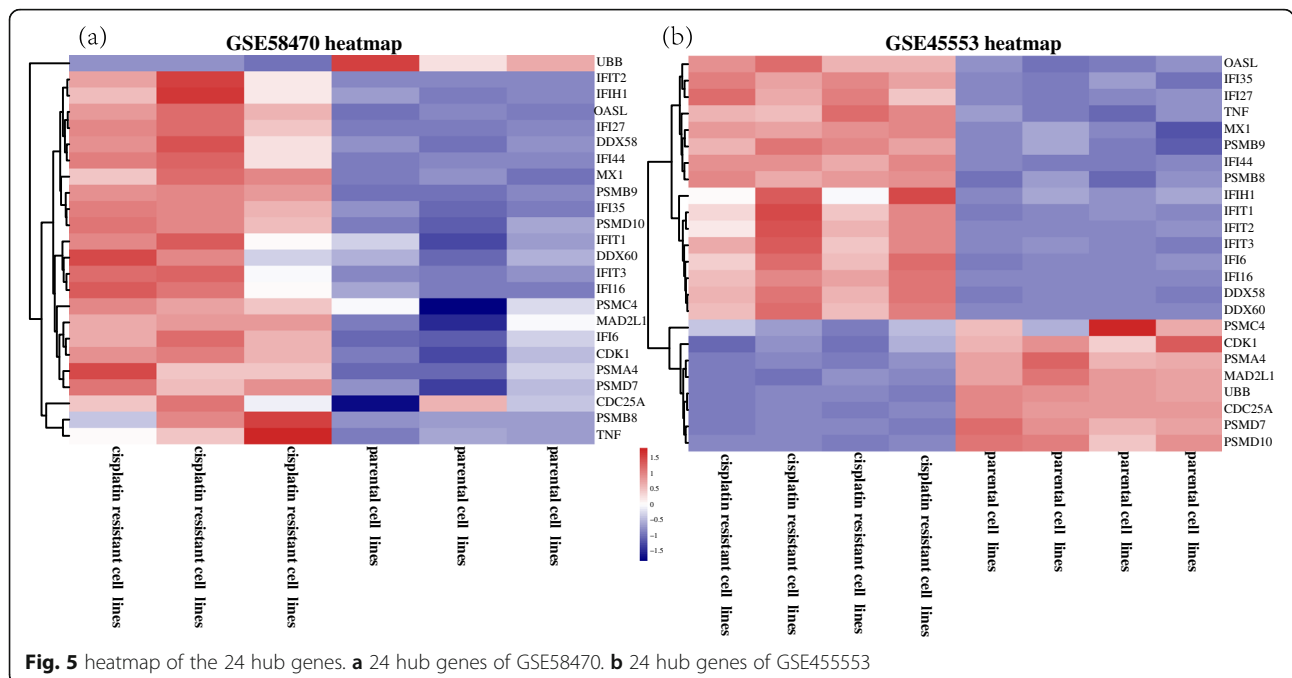 (a)
GSE58470 heatmap
UBB
IFIT2
IFIH1
OASL
IFI27
DDX58
IFI44
MX1
PSMB9
IFI35
PSMD10
IFIT1
DDX60
IFIT3
IFI16
PSMC4
MAD2L1
IFI6
CDK1
PSMA4
PSMD7
CDC25A
PSMB8
TNF
cisplatin resistant cell lines
cisplatin resistant cell lines
cisplatin resistant cell lines
parental cell lines
parental cell lines
parental cell lines
1.5
1
0.5
0
−0.5
−1
−1.5
(b)
GSE45553 heatmap
OASL
IFI35
IFI27
TNF
MX1
PSMB9
IFI44
PSMB8
IFIH1
IFIT1
IFIT2
IFIT3
IFI6
IFI16
DDX58
DDX60
PSMC4
CDK1
PSMA4
MAD2L1
UBB
CDC25A
PSMD7
PSMD10
cisplatin resistant cell lines
cisplatin resistant cell lines
cisplatin resistant cell lines
cisplatin resistant cell lines
parental cell lines
parental cell lines
parental cell lines
parental cell lines
Fig. 5 heatmap of the 24 hub genes. a 24 hub genes of GSE58470. b 24 hub genes of GSE455553